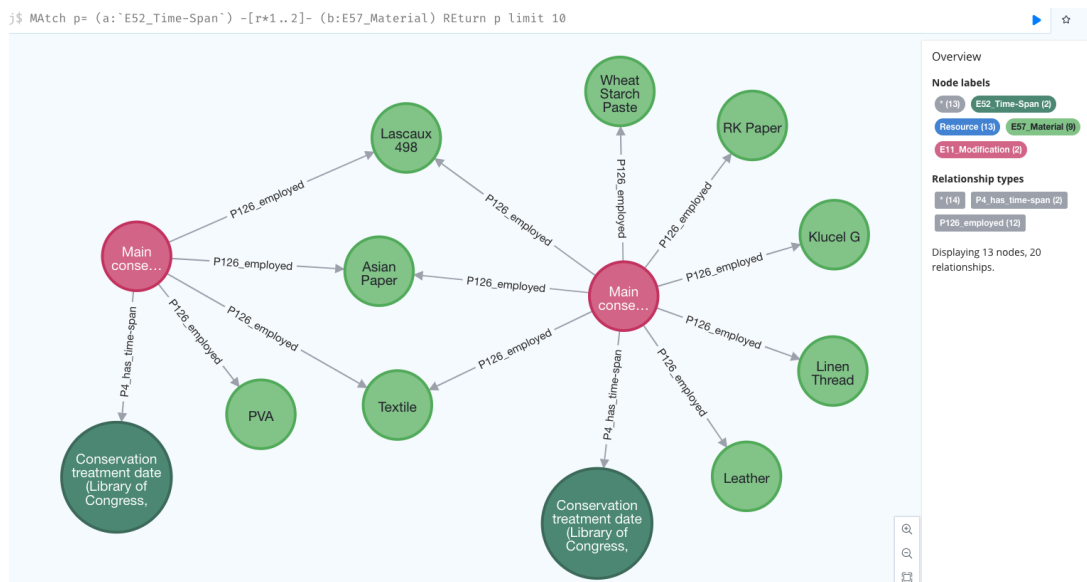 j$ MAtch p= (a:`E52_Time-Span`) -[r*1..2]- (b:E57_Material) REturn p limit 10
Overview
Node labels
* (13)
E52_Time-Span (2)
Resource (13)
E57_Material (9)
E11_Modification (2)
Relationship types
* (14)
P4_has_time-span (2)
P126_employed (12)
Displaying 13 nodes, 20
relationships.
Wheat
Starch
Paste
RK Paper
Lascaux
498
P126_employed
P126_employed
P126_employed
P126_employed
Klucel G
Main
conse...
Asian
Paper
P126_employed
P126_employed
P126_employed
Main
conse...
P126_employed
P126_employed
P126_employed
P126_employed
P126_employed
P4_has_time-span
P4_has_time-span
Linen
Thread
PVA
Textile
Leather
Conservation
treatment date
(Library of
Congress,
Conservation
treatment date
(Library of
Congress,